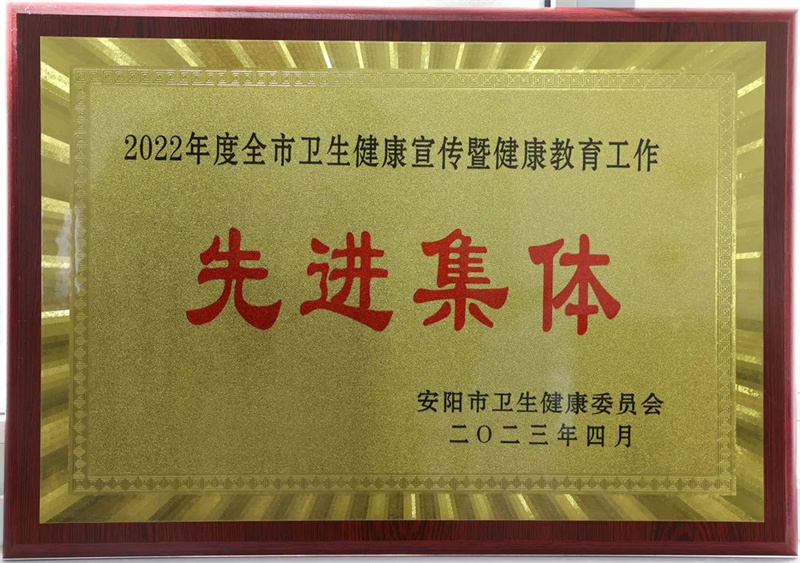 2022年度全市卫生健康宣传暨健康教育工作
先进集体
安阳市卫生健康委员会
二〇二三年四月